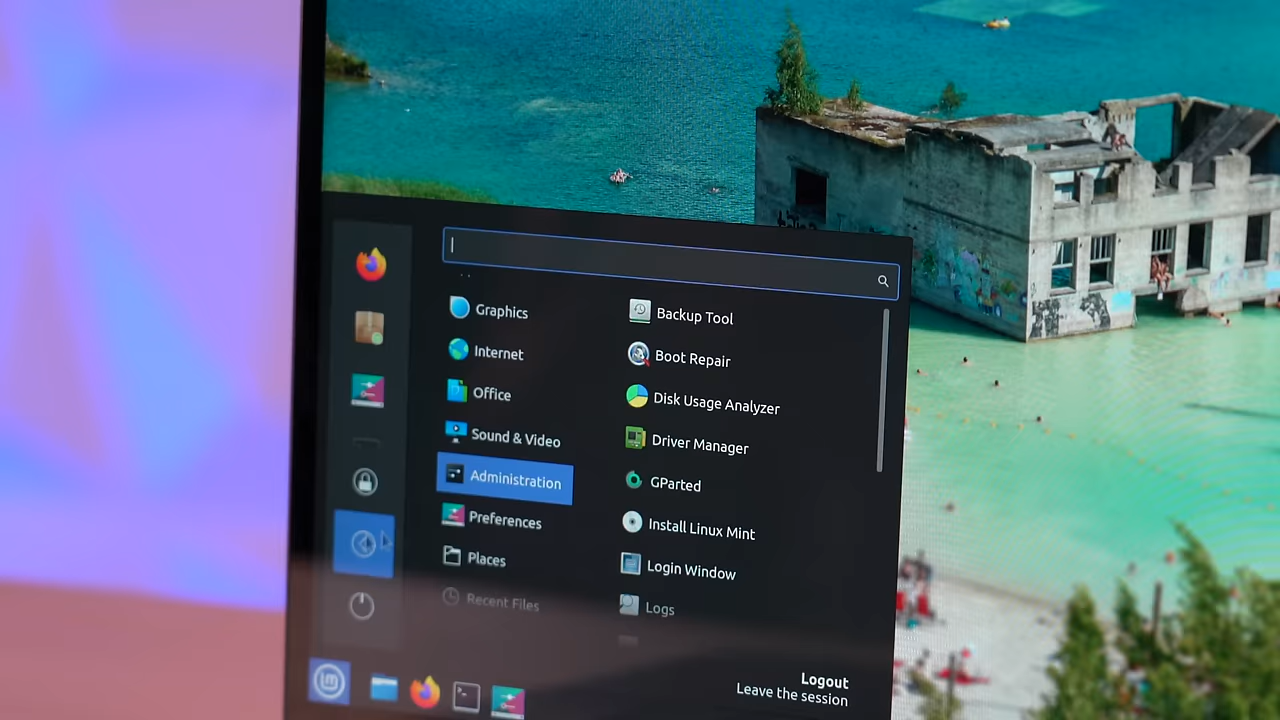 Graphics
Internet
Office
Sound & Video
Administration
Preferences
Places
Recent Files
Backup Tool
Boot Repair
Disk Usage Analyzer
Driver Manager
GParted
Install Linux Mint
Login Window
Logs
Logout
Leave the session